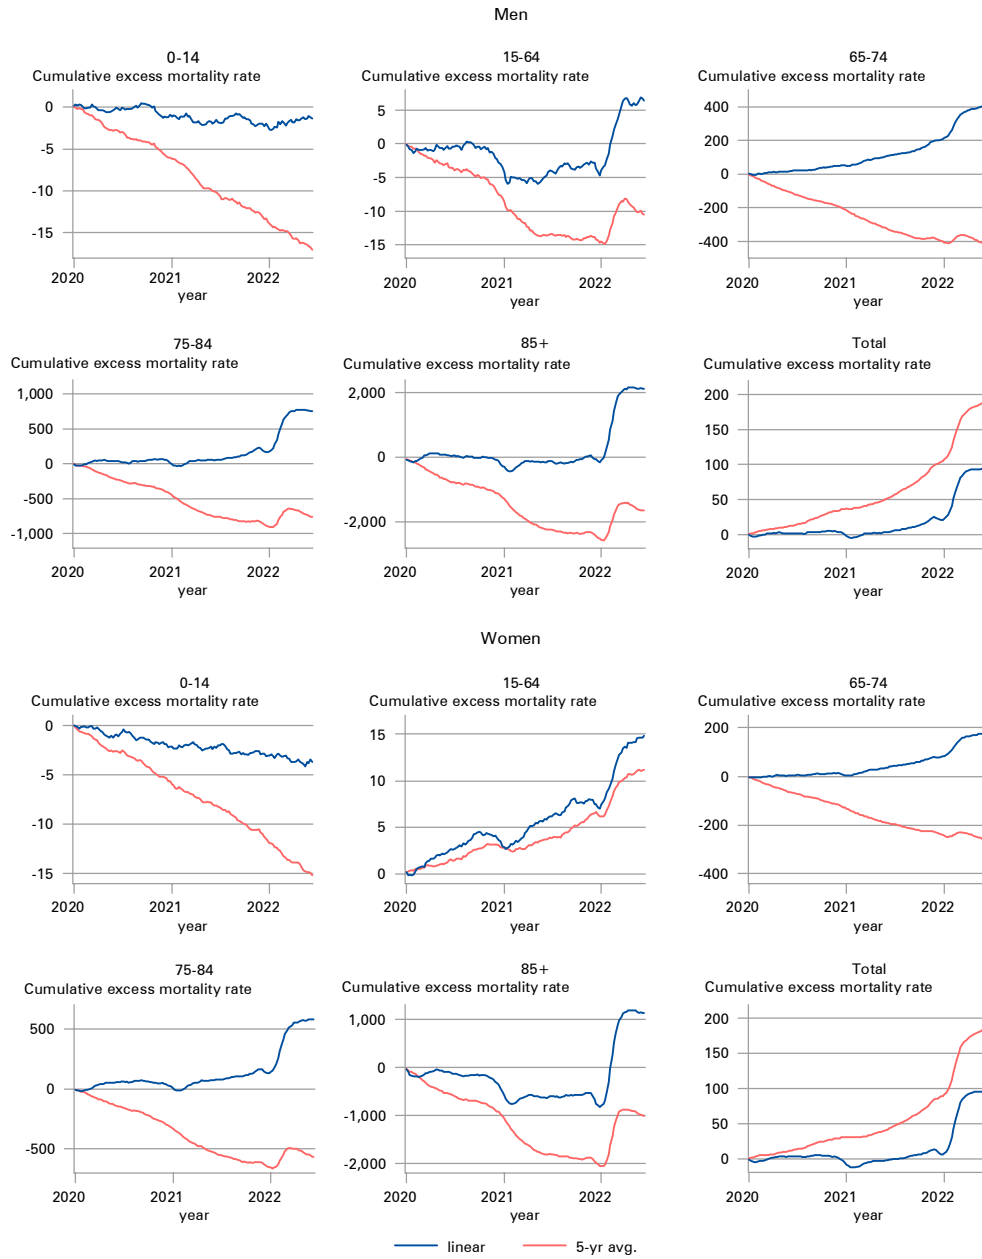 Men
0-14
Cumulative excess mortality rate
0
-5
-10
-15
2020 2021 2022
year
15-64
Cumulative excess mortality rate
5
0
-5
-10
-15
2020 2021 2022
year
65-74
Cumulative excess mortality rate
400
200
0
-200
-400
2020 2021 2022
year
75-84
Cumulative excess mortality rate
1,000
500
0
-500
-1,000
2020 2021 2022
year
85+
Cumulative excess mortality rate
2,000
0
-2,000
2020 2021 2022
year
Total
Cumulative excess mortality rate
200
150
100
50
0
2020 2021 2022
year
Women
0-14
Cumulative excess mortality rate
0
-5
-10
-15
2020 2021 2022
year
15-64
Cumulative excess mortality rate
15
10
5
0
2020 2021 2022
year
65-74
Cumulative excess mortality rate
200
0
-200
-400
2020 2021 2022
year
75-84
Cumulative excess mortality rate
500
0
-500
2020 2021 2022
year
85+
Cumulative excess mortality rate
1,000
0
-1,000
-2,000
2020 2021 2022
year
Total
Cumulative excess mortality rate
200
150
100
50
0
2020 2021 2022
year
linear 5-yr avg.